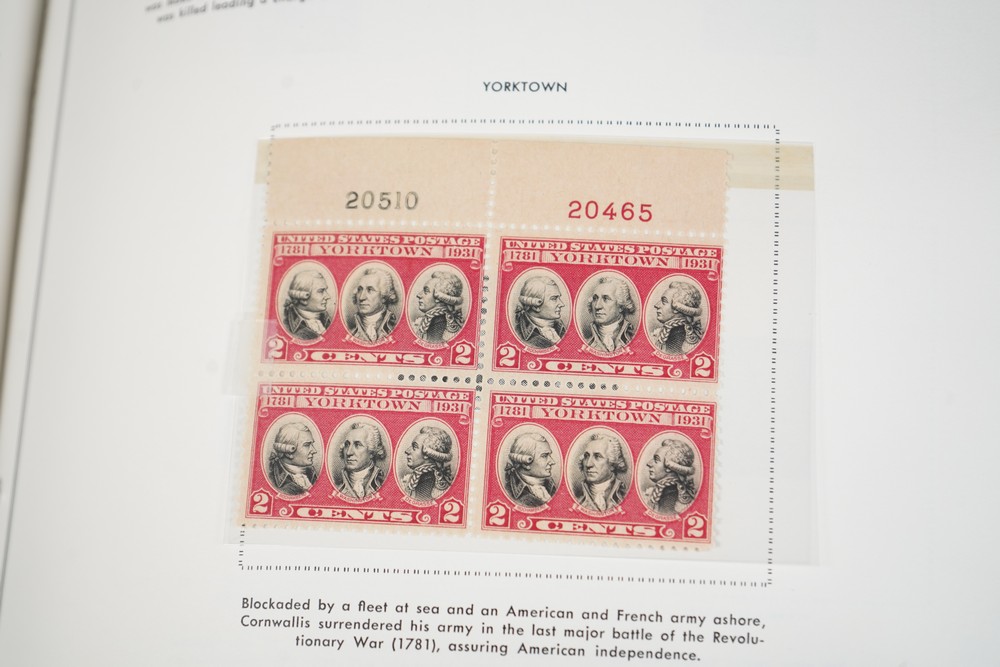 was killed leading a
YORKTOWN
20510
20465
UNITED STATES POSTAGE
1781 YORKTOWN 1931
2 CENTS 2
UNITED STATES POSTAGE
1781 YORKTOWN 1931
2 CENTS 2
UNITED STATES POSTAGE
1781 YORKTOWN 1931
2 CENTS 2
UNITED STATES POSTAGE
1781 YORKTOWN 1931
2 CENTS 2
Blockaded by a fleet at sea and an American and French army ashore,
Cornwallis surrendered his army in the last major battle of the Revolu-
tionary War (1781), assuring American independence.